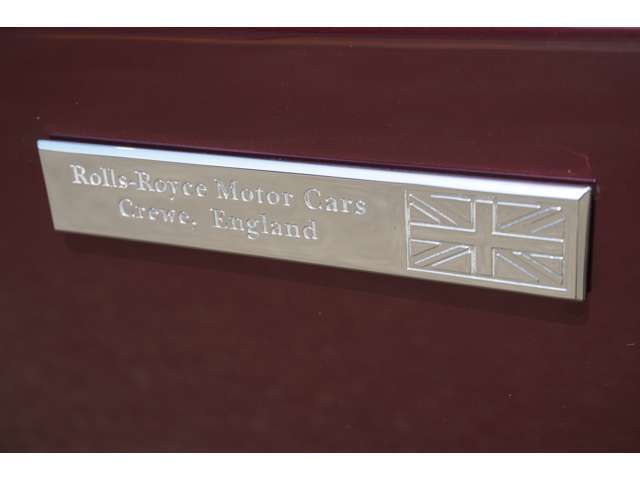 Rolls-Royce Motor Cars
Crewe, England